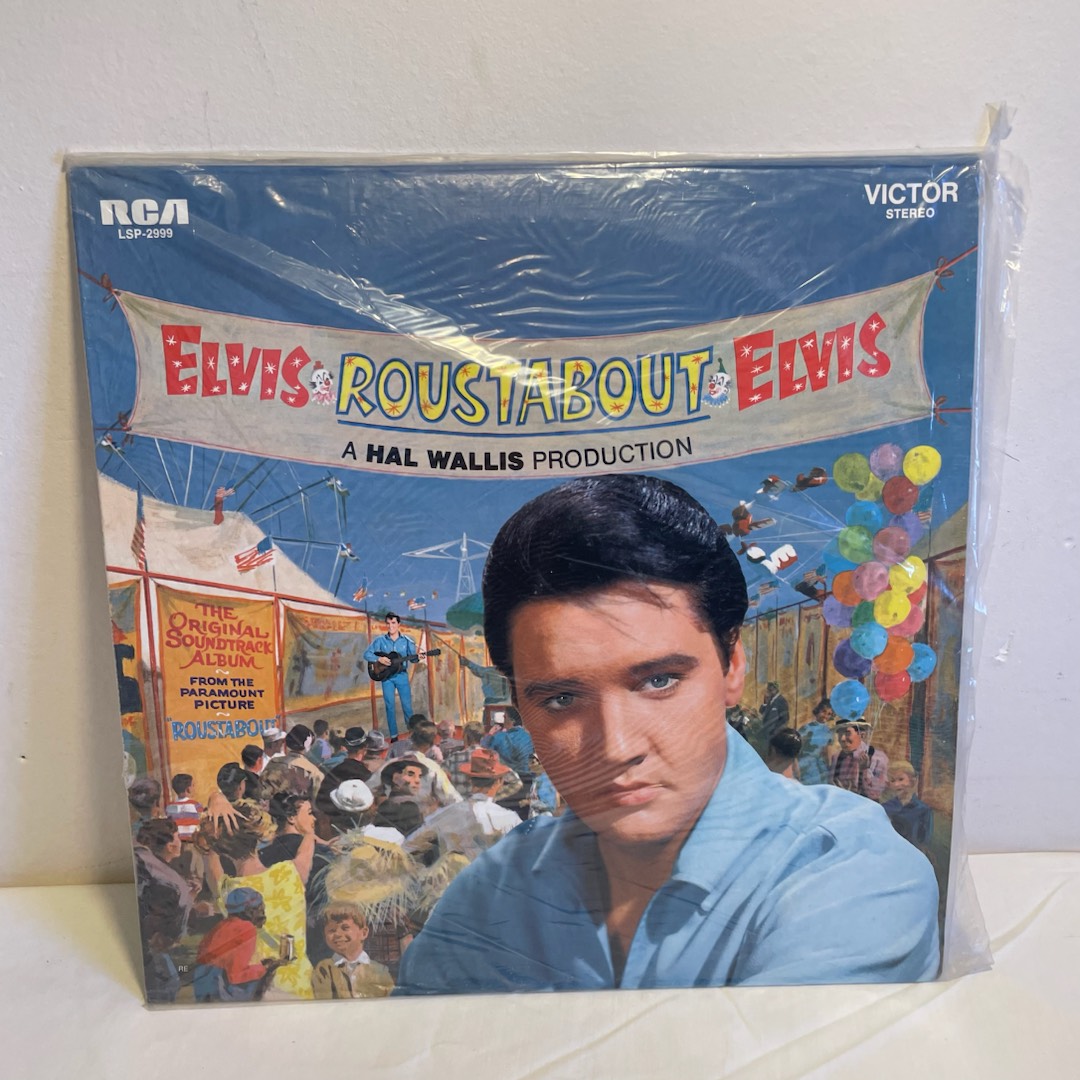 RCA
LSP-2999
VICTOR
STEREO
ELVIS ROUSTABOUT ELVIS
A HAL WALLIS PRODUCTION
THE
ORIGINAL
SOUNDTRACK
ALBUM
FROM THE
PARAMOUNT
PICTURE
"ROUSTABOUT"
RE